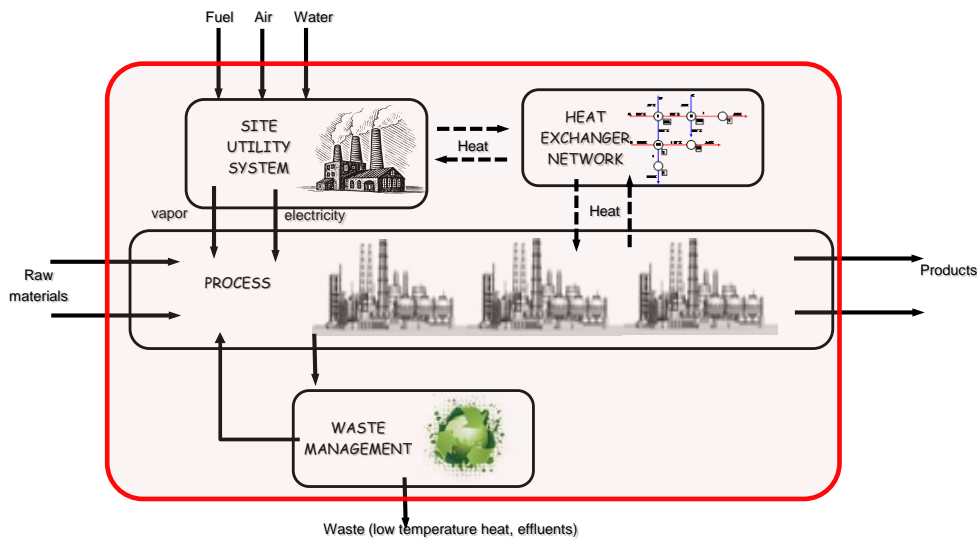 Fuel Air Water
SITE
UTILITY
SYSTEM
Heat
HEAT
EXCHANGER
NETWORK
vapor
electricity
Heat
Raw
materials
PROCESS
Products
WASTE
MANAGEMENT
Waste (low temperature heat, effluents)